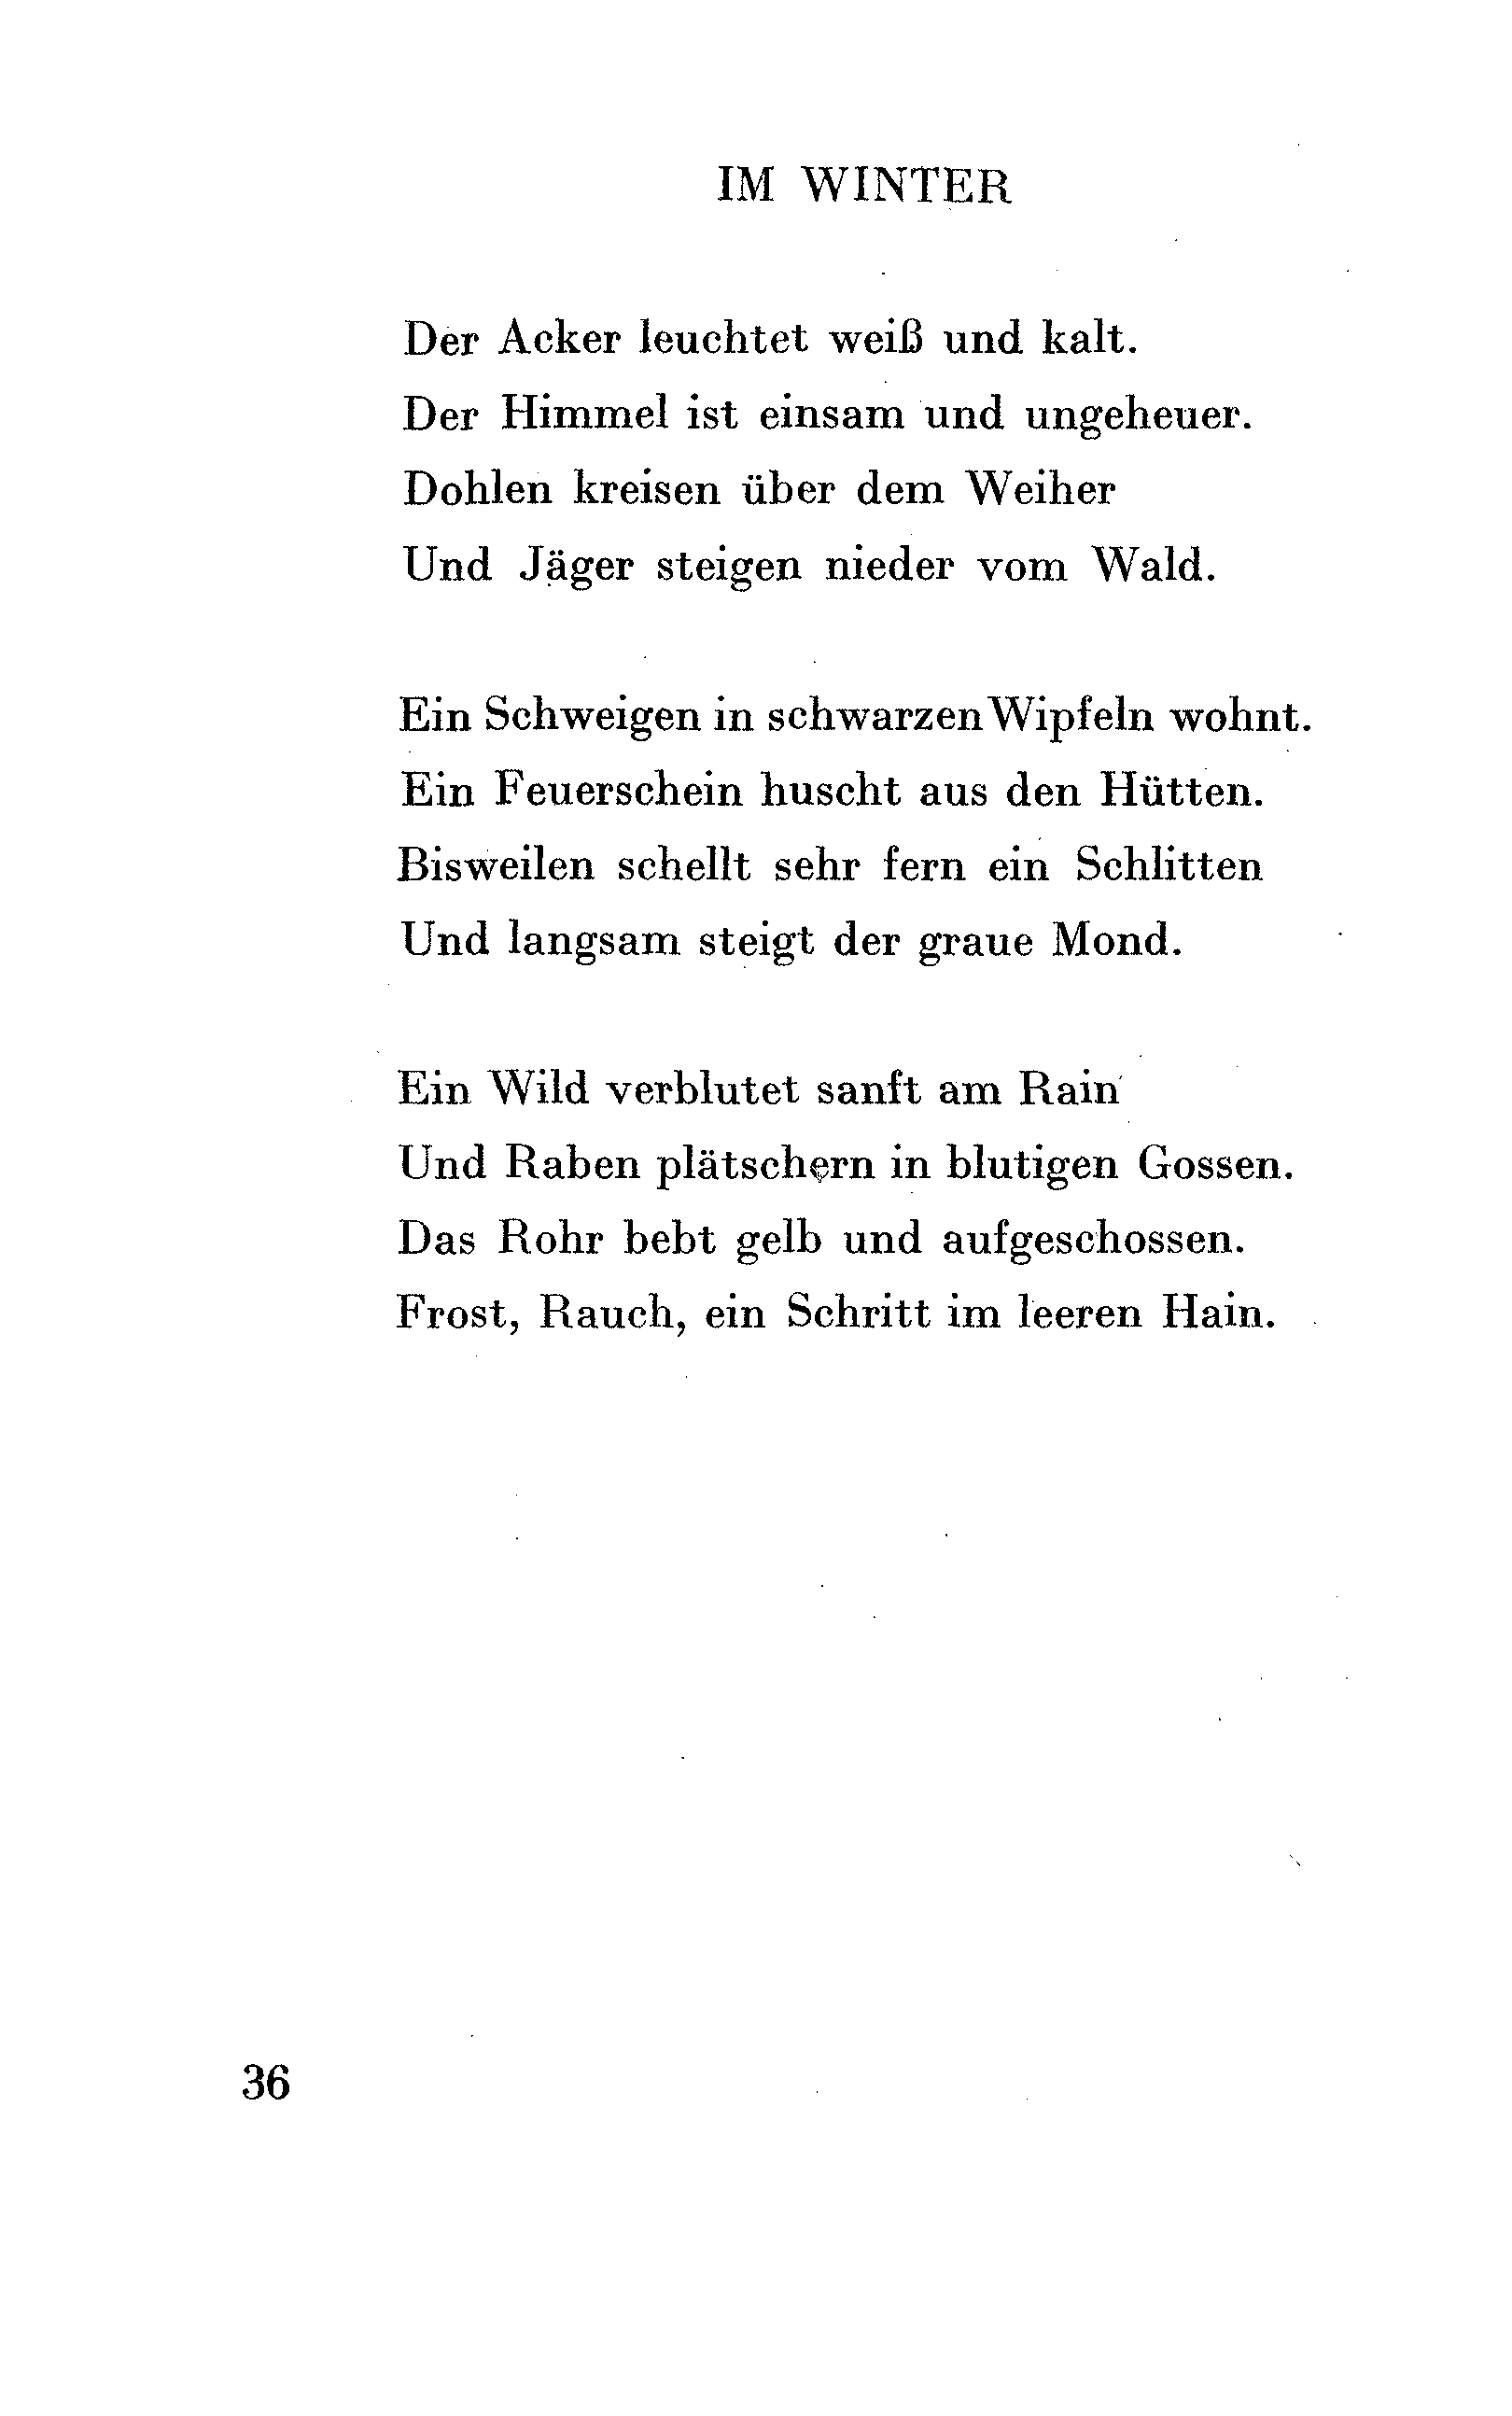 IM WINTER
Der Acker leuchtet weiß und kalt.
Der Himmel ist einsam und ungeheuer.
Dohlen kreisen über dem Weiher
Und Jäger steigen nieder vom Wald.
Ein Schweigen in schwarzen Wipfeln wohnt.
Ein Feuerschein huscht aus den Hütten.
Bisweilen schellt sehr fern ein Schlitten
Und langsam steigt der graue Mond.
Ein Wild verblutet sanft am Rain
Und Raben plätschern in blutigen Gossen.
Das Rohr bebt gelb und aufgeschossen.
Frost, Rauch, ein Schritt im leeren Hain.
36